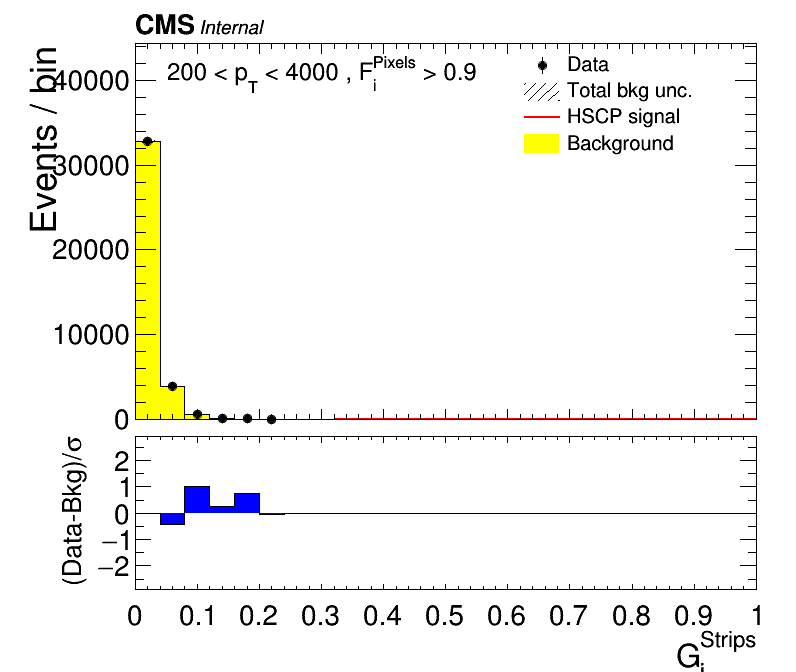 CMS Internal
Events / bin
200 < p_T < 4000 , F_i^Pixels > 0.9
Data
Total bkg unc.
HSCP signal
Background
40000
30000
20000
10000
0
(Data-Bkg)/σ
2
1
0
−1
−2
0 0.1 0.2 0.3 0.4 0.5 0.6 0.7 0.8 0.9 1
G_i^Strips